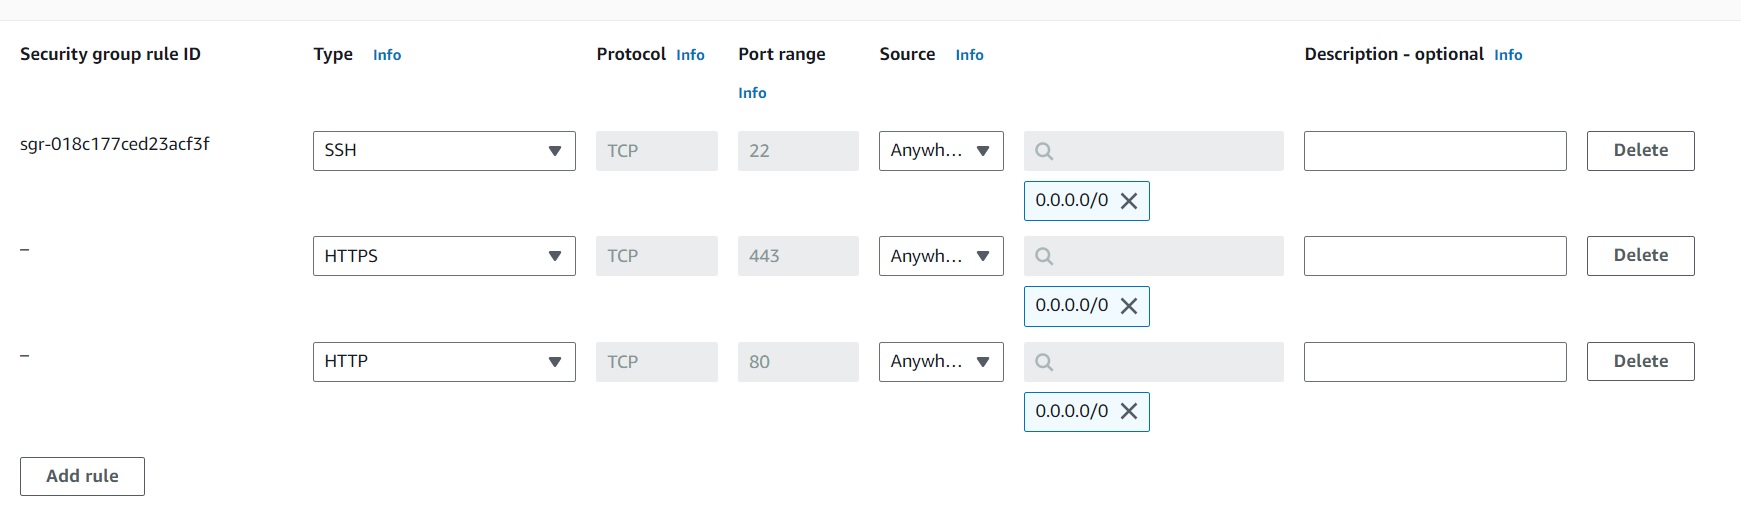 Security group rule ID Type Info Protocol Info Port range Source Info Description - optional Info
Info
sgr-018c177ced23acf3f SSH TCP 22 Anywh... Delete
0.0.0.0/0
– HTTPS TCP 443 Anywh... Delete
0.0.0.0/0
– HTTP TCP 80 Anywh... Delete
0.0.0.0/0
Add rule